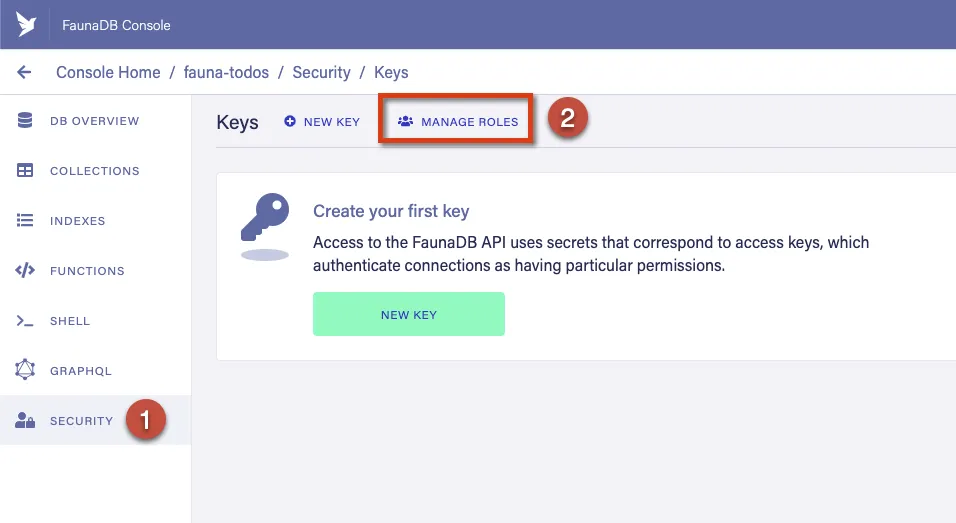 FaunaDB Console
Console Home / fauna-todos / Security / Keys
DB OVERVIEW
COLLECTIONS
INDEXES
FUNCTIONS
SHELL
GRAPHQL
SECURITY
1
Keys
NEW KEY
MANAGE ROLES
2
Create your first key
Access to the FaunaDB API uses secrets that correspond to access keys, which
authenticate connections as having particular permissions.
NEW KEY